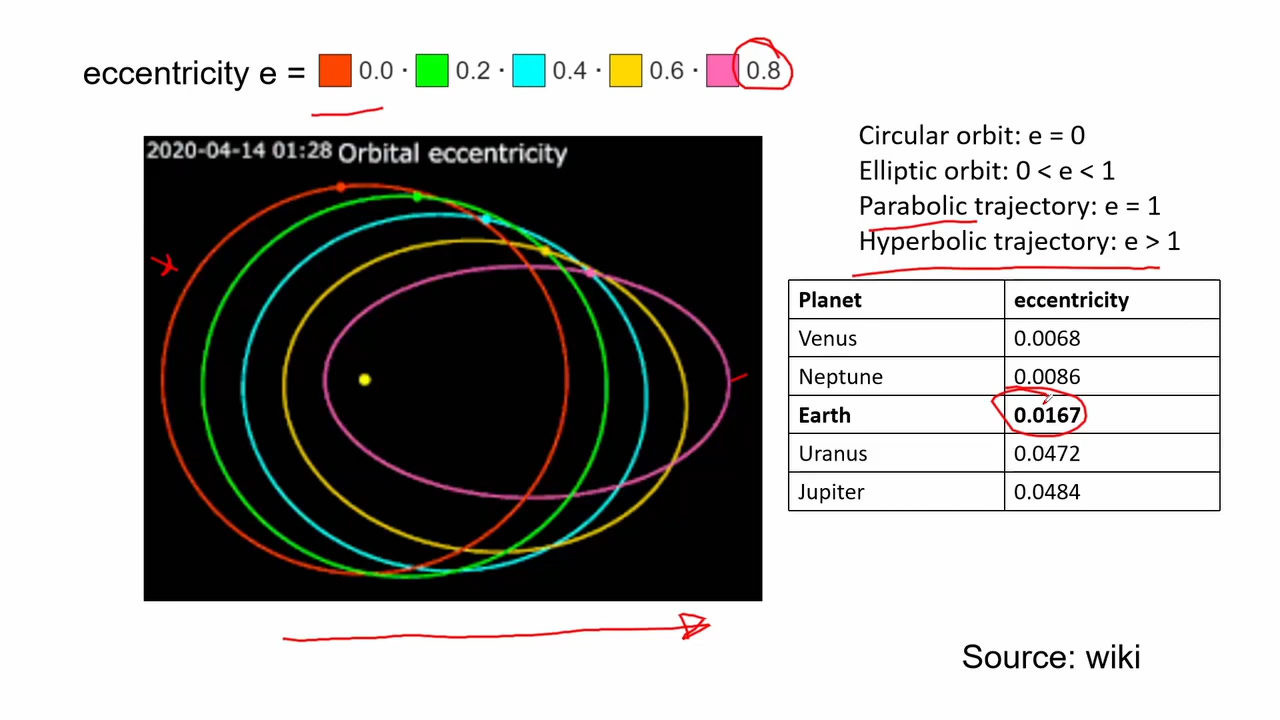 eccentricity e = 0.0 · 0.2 · 0.4 · 0.6 · 0.8
2020-04-14 01:28 Orbital eccentricity
Circular orbit: e = 0
Elliptic orbit: 0 < e < 1
Parabolic trajectory: e = 1
Hyperbolic trajectory: e > 1
Planet eccentricity
Venus 0.0068
Neptune 0.0086
Earth 0.0167
Uranus 0.0472
Jupiter 0.0484
Source: wiki